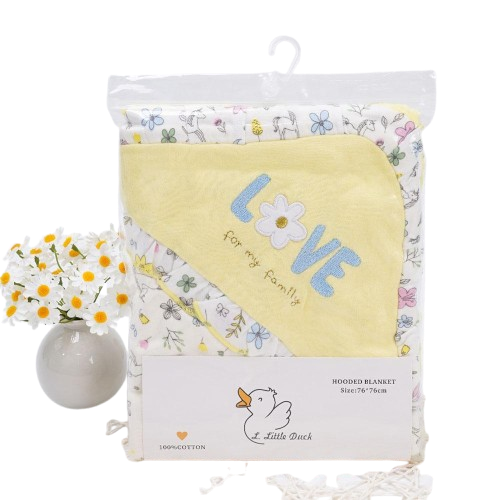 LOVE
for my family
HOODED BLANKET
Size:76*76cm
L. Little Duck
100%COTTON